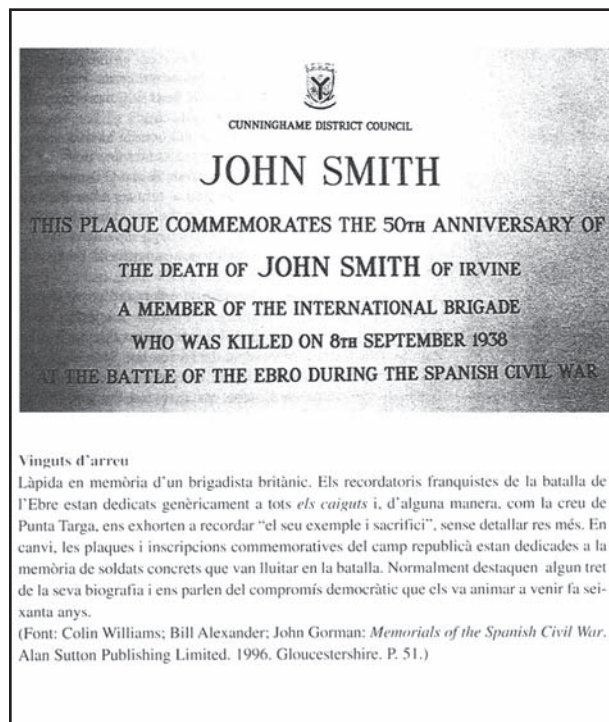 CUNNINGHAME DISTRICT COUNCIL
JOHN SMITH
THIS PLAQUE COMMEMORATES THE 50TH ANNIVERSARY OF
THE DEATH OF JOHN SMITH OF IRVINE
A MEMBER OF THE INTERNATIONAL BRIGADE
WHO WAS KILLED ON 8TH SEPTEMBER 1938
AT THE BATTLE OF THE EBRO DURING THE SPANISH CIVIL WAR
Vinguts d'arreu
Làpida en memòria d'un brigadista britànic. Els recordatoris franquistes de la batalla de
l'Ebre estan dedicats genèricament a tots els caiguts i, d'alguna manera, com la creu de
Punta Targa, ens exhorten a recordar "el seu exemple i sacrifici", sense detallar res més. En
canvi, les plaques i inscripcions commemoratives del camp republicà estan dedicades a la
memòria de soldats concrets que van lluitar en la batalla. Normalment destaquen algun tret
de la seva biografia i ens parlen del compromís democràtic que els va animar a venir fa sei-
xanta anys.
(Font: Colin Williams; Bill Alexander; John Gorman: Memorials of the Spanish Civil War.
Alan Sutton Publishing Limited. 1996. Gloucestershire. P. 51.)